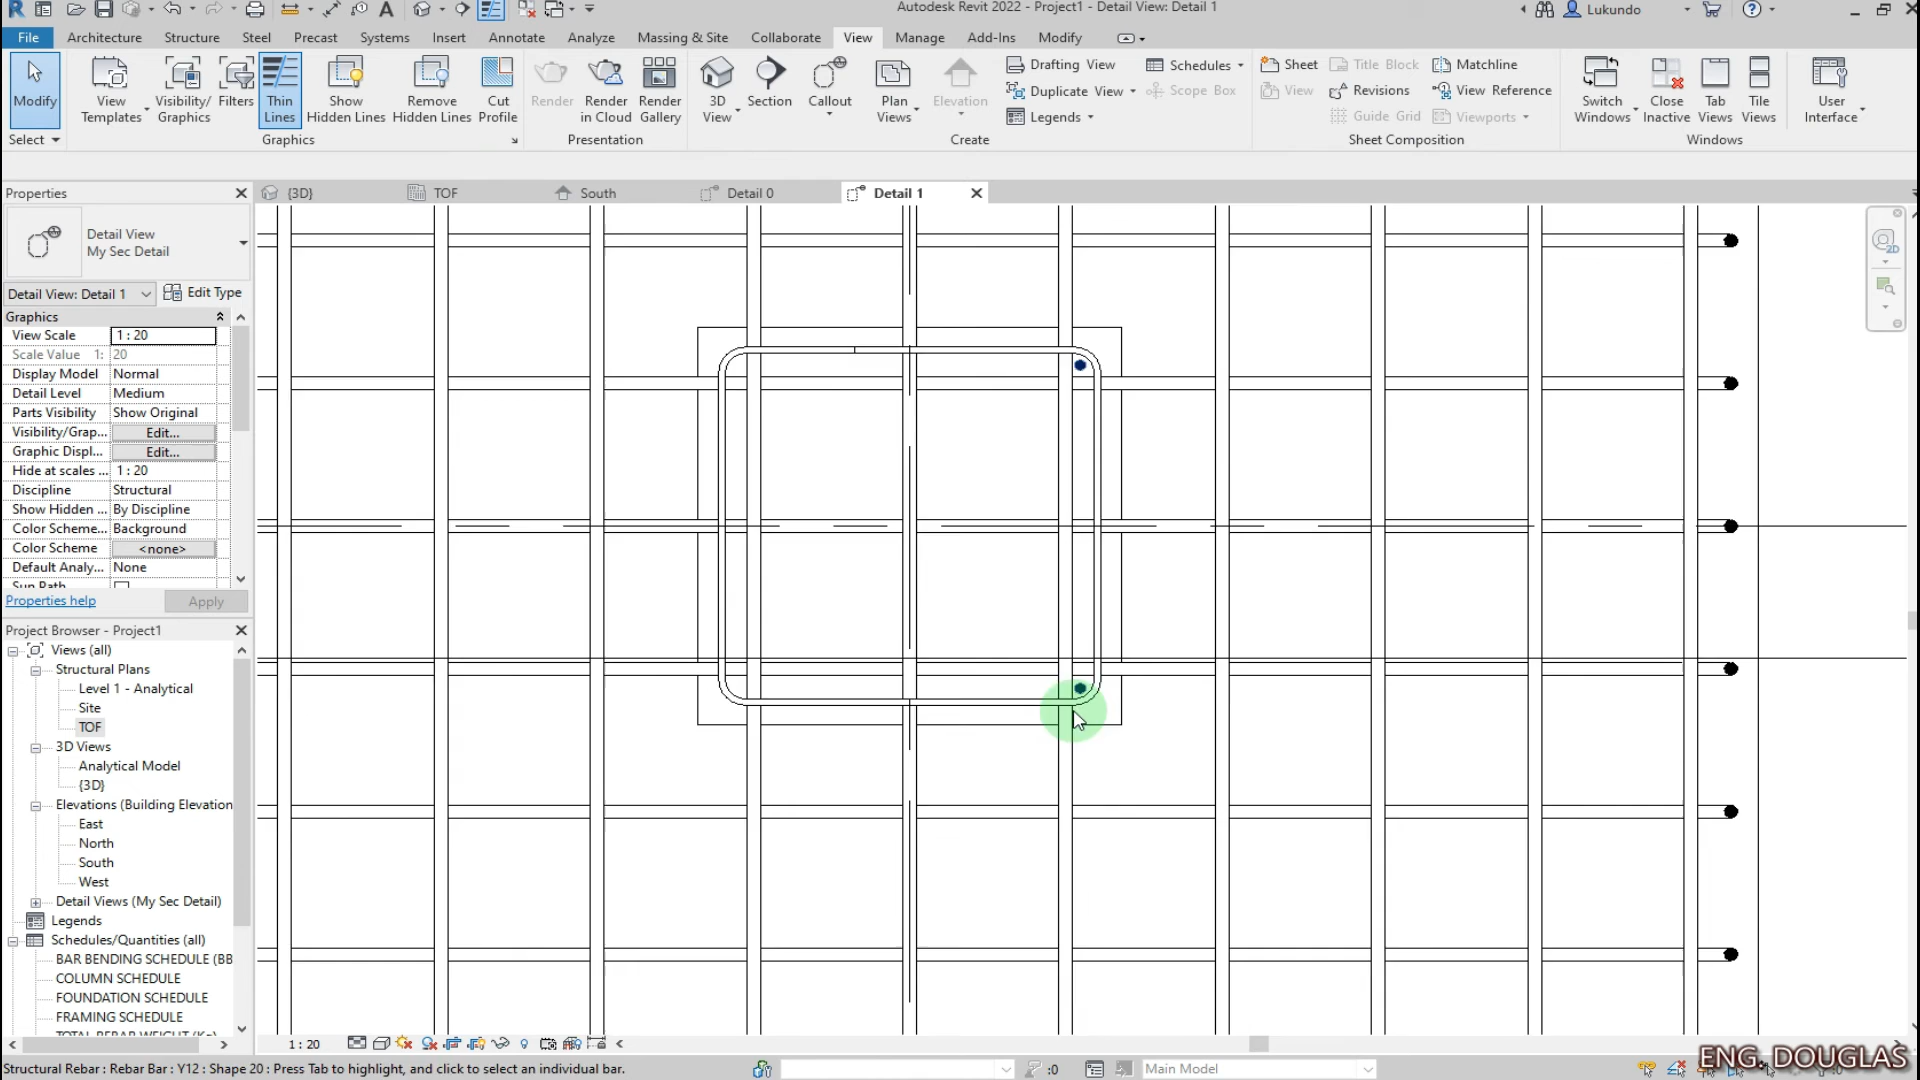 Autodesk Revit 2022 - Project1 - Detail View: Detail 1
Lukundo
File Architecture Structure Steel Precast Systems Insert Annotate Analyze Massing & Site Collaborate View Manage Add-Ins Modify
Modify
View Templates
Visibility/ Graphics
Filters
Thin Lines
Show Hidden Lines
Remove Hidden Lines
Cut Profile
Render
Render in Cloud
Render Gallery
3D View
Section
Callout
Plan Views
Elevation
Drafting View
Duplicate View
Legends
Schedules
Scope Box
Sheet
View
Title Block
Revisions
Guide Grid
Matchline
View Reference
Viewports
Switch Windows
Close Inactive
Tab Views
Tile Views
User Interface
Select Graphics Presentation Create Sheet Composition Windows
Properties
{3D} TOF South Detail 0 Detail 1
Detail View
My Sec Detail
Detail View: Detail 1 Edit Type
Graphics
View Scale 1 : 20
Scale Value 1: 20
Display Model Normal
Detail Level Medium
Parts Visibility Show Original
Visibility/Grap... Edit...
Graphic Displ... Edit...
Hide at scales ... 1 : 20
Discipline Structural
Show Hidden ... By Discipline
Color Scheme... Background
Color Scheme <none>
Default Analy... None
Sun Path
Properties help Apply
Project Browser - Project1
Views (all)
Structural Plans
Level 1 - Analytical
Site
TOF
3D Views
Analytical Model
{3D}
Elevations (Building Elevation
East
North
South
West
Detail Views (My Sec Detail)
Legends
Schedules/Quantities (all)
BAR BENDING SCHEDULE (BB
COLUMN SCHEDULE
FOUNDATION SCHEDULE
FRAMING SCHEDULE
1 : 20
Structural Rebar : Rebar Bar : Y12 : Shape 20 : Press Tab to highlight, and click to select an individual bar.
:0
Main Model
ENG. DOUGLAS
2D